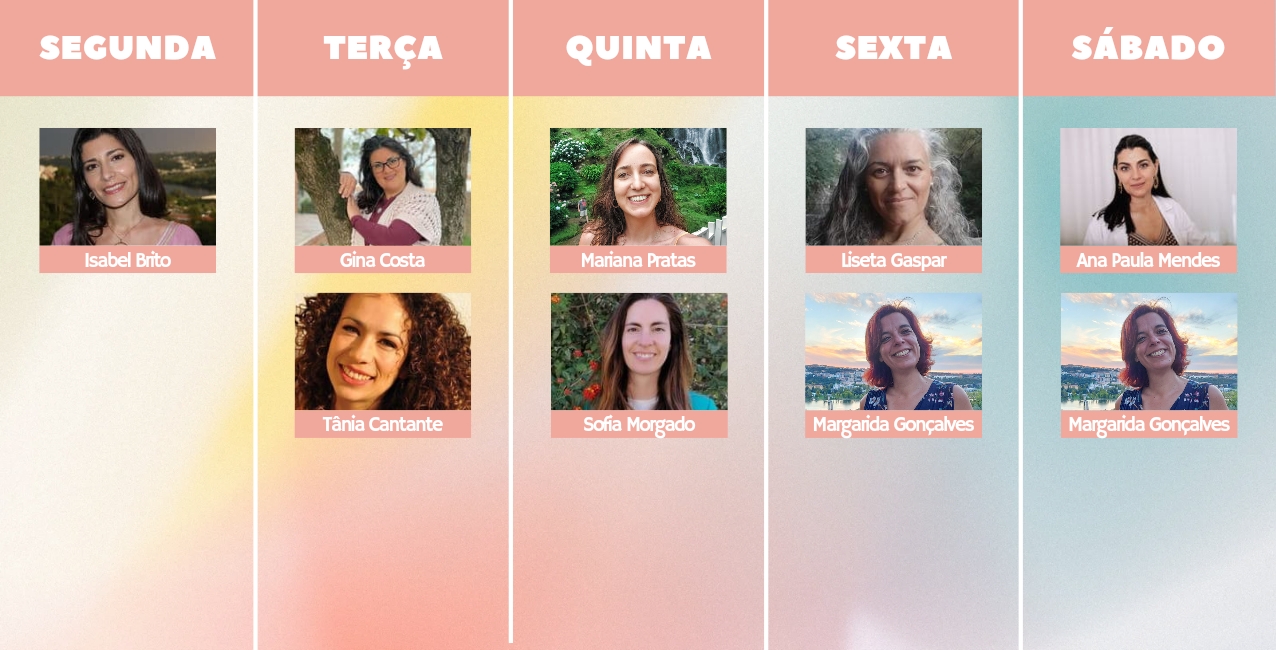 SEGUNDA
TERÇA
QUINTA
SEXTA
SÁBADO
Isabel Brito
Gina Costa
Mariana Pratas
Liseta Gaspar
Ana Paula Mendes
Tânia Cantante
Sofia Morgado
Margarida Gonçalves
Margarida Gonçalves